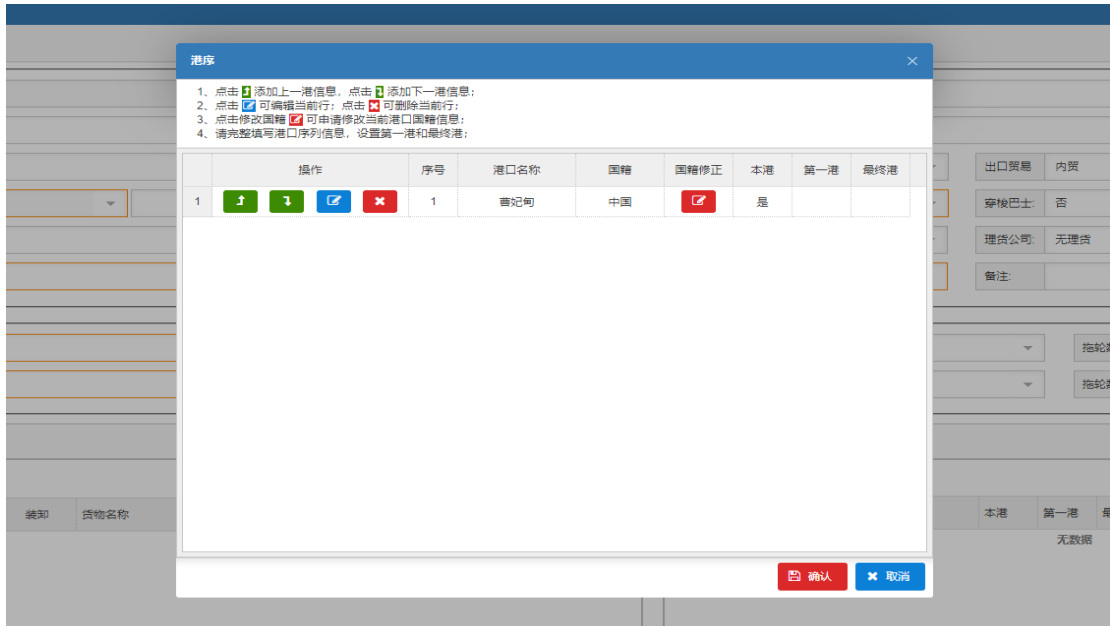 港序
1、点击 添加上一港信息，点击 添加下一港信息；
2、点击 可编辑当前行；点击 可删除当前行；
3、点击修改国籍 可申请修改当前港口国籍信息；
4、请完整填写港口序列信息，设置第一港和最终港；
操作 序号 港口名称 国籍 国籍修正 本港 第一港 最终港
1 1 曹妃甸 中国 是
确认 取消
出口贸易 内贸
穿梭巴士: 否
理货公司: 无理货
备注:
拖轮
拖轮
装卸 货物名称
本港 第一港
无数据